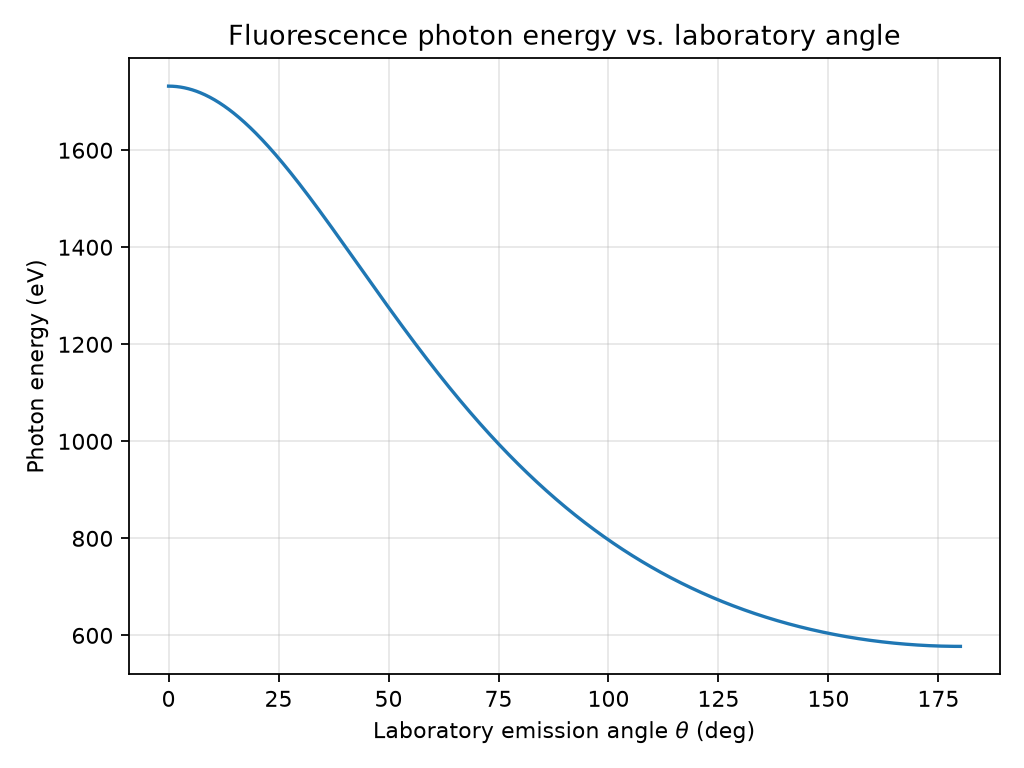 Fluorescence photon energy vs. laboratory angle
Photon energy (eV)
1600
1400
1200
1000
800
600
0 25 50 75 100 125 150 175
Laboratory emission angle θ (deg)